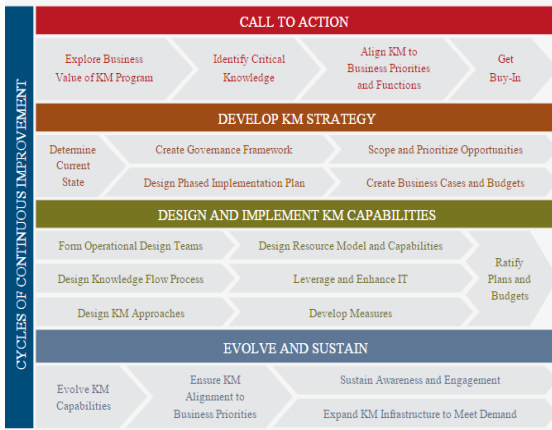 CYCLES OF CONTINUOUS IMPROVEMENT
CALL TO ACTION
Explore Business
Value of KM Program
Identify Critical
Knowledge
Align KM to
Business Priorities
and Functions
Get
Buy-In
DEVELOP KM STRATEGY
Determine
Current
State
Create Governance Framework
Scope and Prioritize Opportunities
Design Phased Implementation Plan
Create Business Cases and Budgets
DESIGN AND IMPLEMENT KM CAPABILITIES
Form Operational Design Teams
Design Resource Model and Capabilities
Design Knowledge Flow Process
Leverage and Enhance IT
Design KM Approaches
Develop Measures
Ratify
Plans and
Budgets
EVOLVE AND SUSTAIN
Evolve KM
Capabilities
Ensure KM
Alignment to
Business Priorities
Sustain Awareness and Engagement
Expand KM Infrastructure to Meet Demand